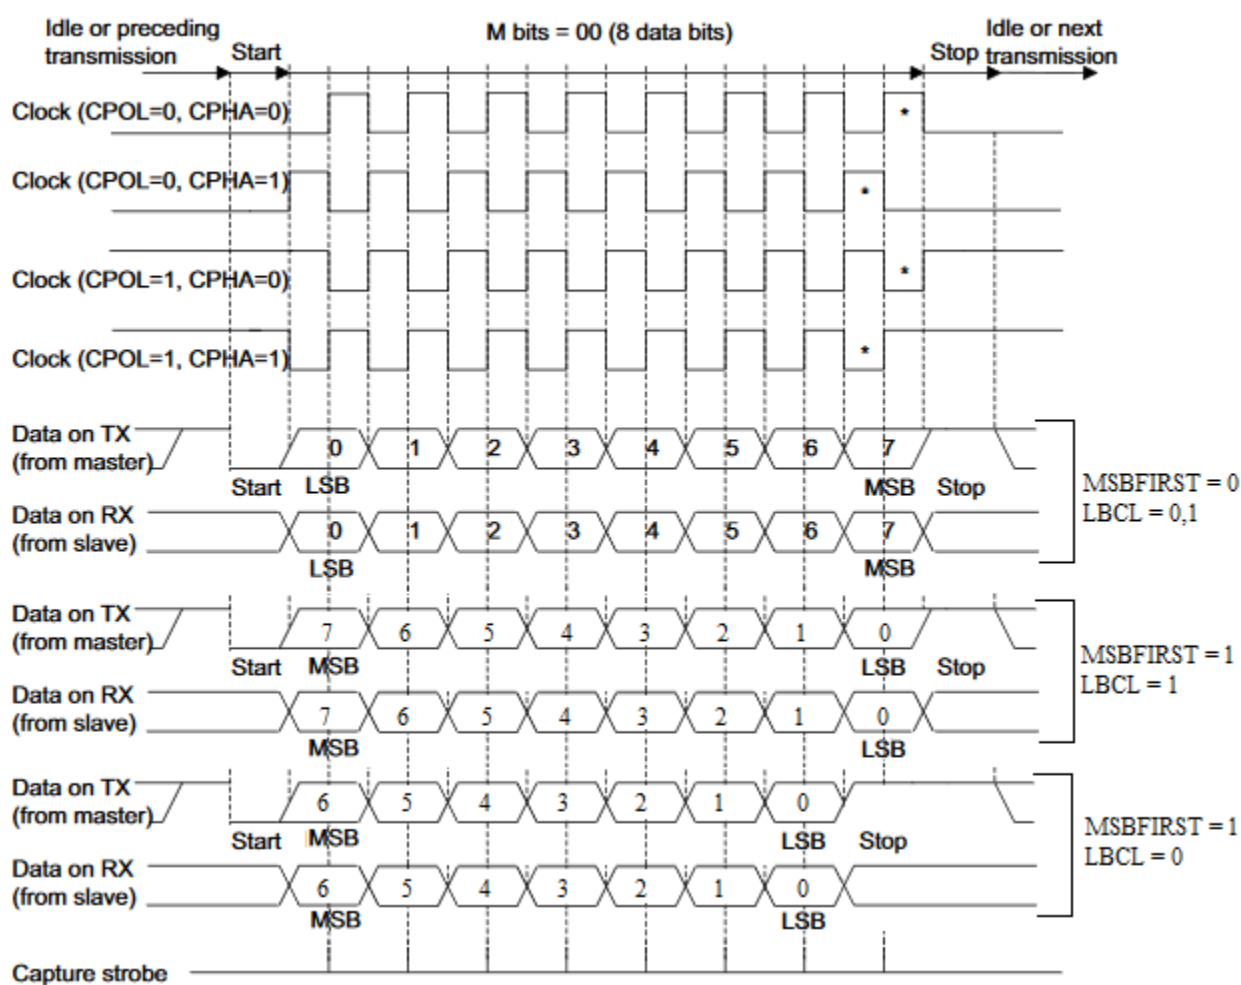 Idle or preceding
transmission
Start
M bits = 00 (8 data bits)
Stop
Idle or next
transmission
Clock (CPOL=0, CPHA=0)
*
Clock (CPOL=0, CPHA=1)
*
Clock (CPOL=1, CPHA=0)
*
Clock (CPOL=1, CPHA=1)
*
Data on TX
(from master)
0 1 2 3 4 5 6 7
Start LSB MSB Stop
Data on RX
(from slave)
0 1 2 3 4 5 6 7
LSB MSB
MSBFIRST = 0
LBCL = 0,1
Data on TX
(from master)
7 6 5 4 3 2 1 0
Start MSB LSB Stop
Data on RX
(from slave)
7 6 5 4 3 2 1 0
MSB LSB
MSBFIRST = 1
LBCL = 1
Data on TX
(from master)
6 5 4 3 2 1 0
Start MSB LSB Stop
Data on RX
(from slave)
6 5 4 3 2 1 0
MSB LSB
MSBFIRST = 1
LBCL = 0
Capture strobe